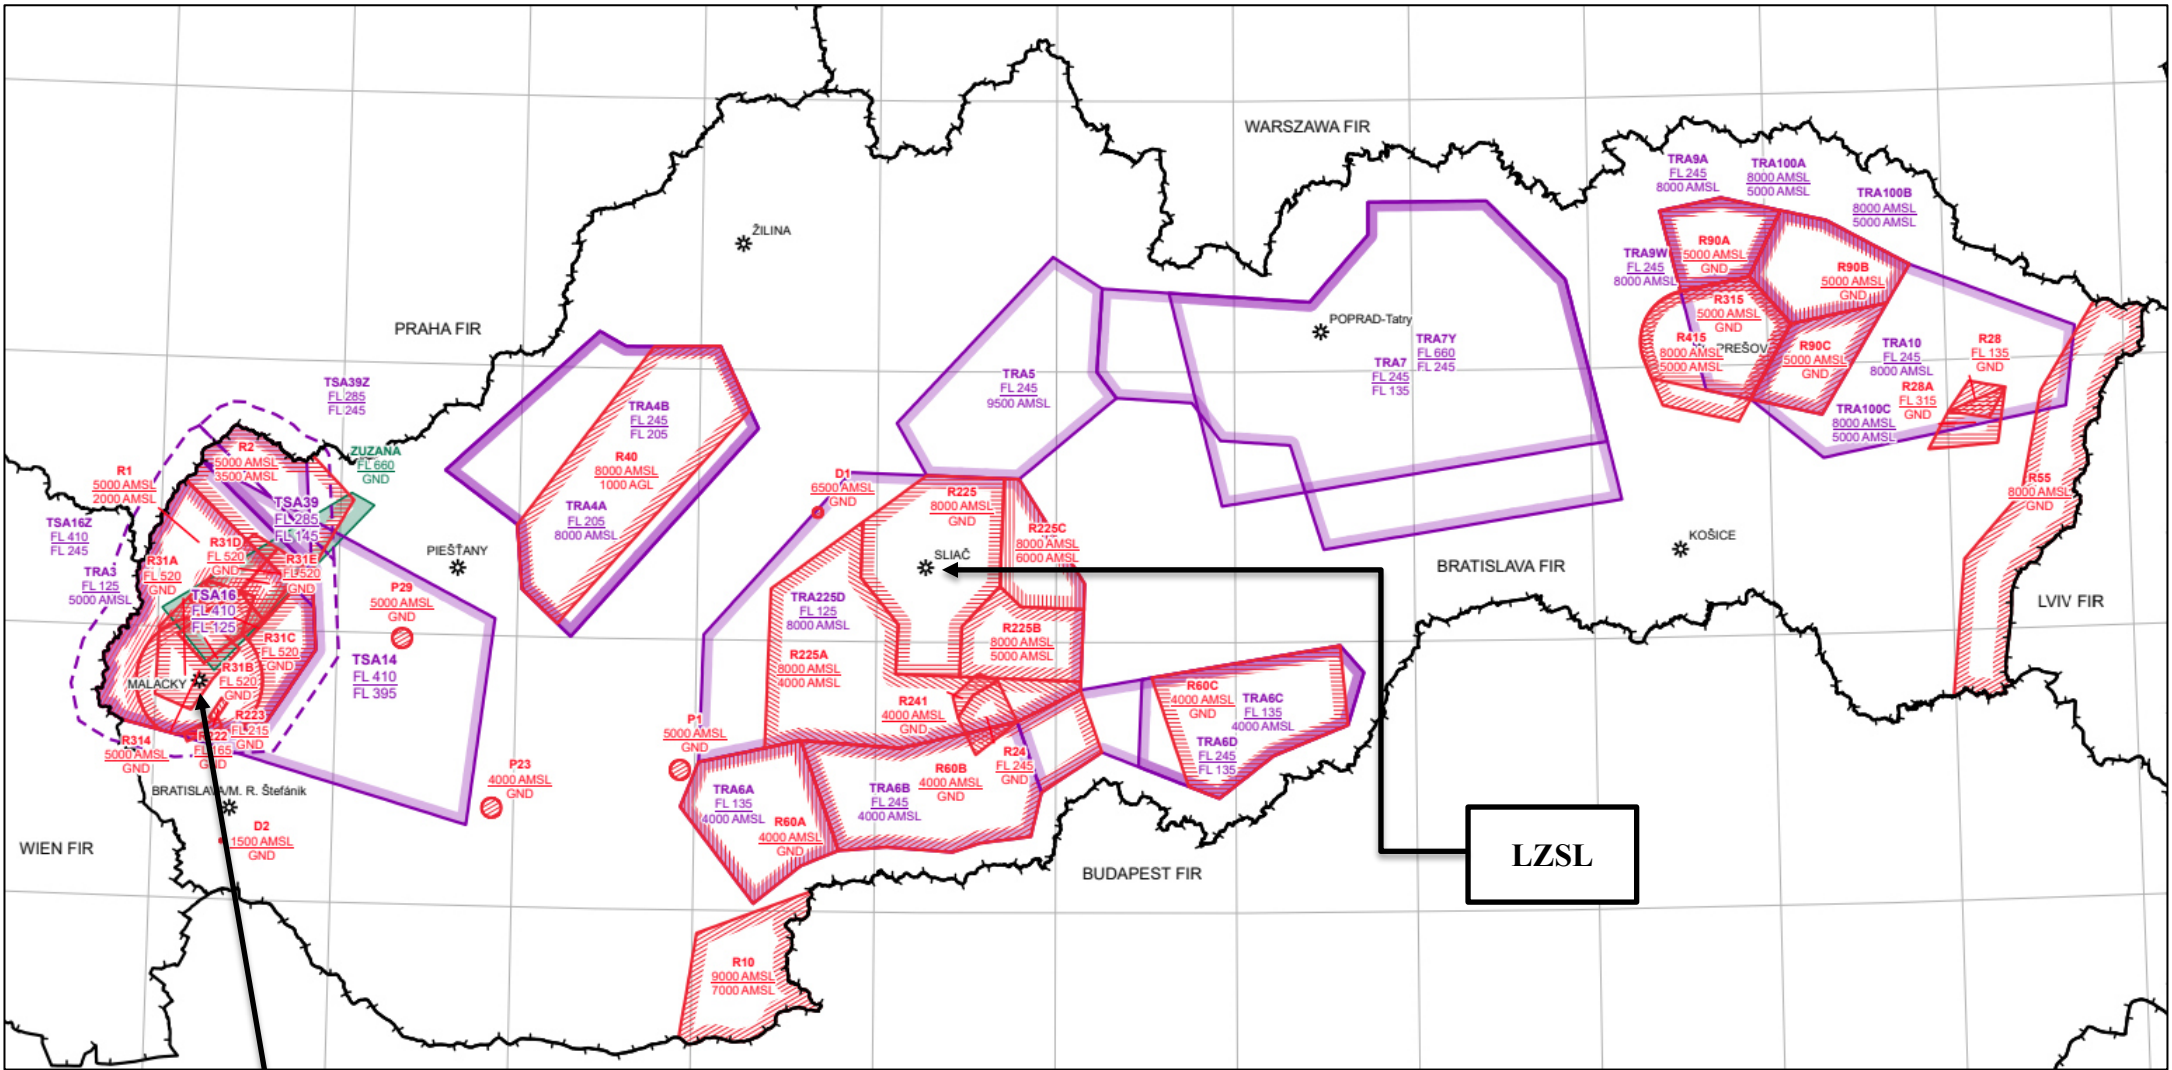 WARSZAWA FIR
TRA9A
FL 245
8000 AMSL
TRA100A
8000 AMSL
5000 AMSL
TRA100B
8000 AMSL
5000 AMSL
ŽILINA
R90A
5000 AMSL
GND
TRA9W
FL 245
8000 AMSL
R90B
5000 AMSL
GND
R315
5000 AMSL
GND
PRAHA FIR
POPRAD-Tatry
TRA7Y
FL 660
FL 245
TRA7
FL 245
FL 135
R415
8000 AMSL
5000 AMSL
PREŠOV
R90C
5000 AMSL
GND
TRA10
FL 245
8000 AMSL
R28
FL 135
GND
R28A
FL 315
GND
TRA100C
8000 AMSL
5000 AMSL
TRA5
FL 245
9500 AMSL
TSA39Z
FL 285
FL 245
TRA4B
FL 245
FL 205
R40
8000 AMSL
1000 AGL
TRA4A
FL 205
8000 AMSL
ZUZANA
FL 660
GND
R2
5000 AMSL
3500 AMSL
R1
5000 AMSL
2000 AMSL
TSA39
FL 285
FL 145
TSA16Z
FL 410
FL 245
D1
6500 AMSL
GND
R225
8000 AMSL
GND
R225C
8000 AMSL
6000 AMSL
R55
8000 AMSL
GND
R31D
FL 520
GND
R31A
FL 520
GND
R31E
FL 520
GND
PIEŠŤANY
SLIAČ
KOŠICE
BRATISLAVA FIR
TRA3
FL 125
5000 AMSL
TSA16
FL 410
FL 125
P29
5000 AMSL
GND
TRA225D
FL 125
8000 AMSL
LVIV FIR
R31C
FL 520
GND
R225B
8000 AMSL
5000 AMSL
R225A
8000 AMSL
4000 AMSL
TSA14
FL 410
FL 395
R31B
FL 520
GND
MALACKY
R60C
4000 AMSL
GND
TRA6C
FL 135
4000 AMSL
R241
4000 AMSL
GND
R223
FL 215
GND
R222
FL 165
GND
R314
5000 AMSL
GND
P1
5000 AMSL
GND
TRA6D
FL 245
FL 135
R24
FL 245
GND
P23
4000 AMSL
GND
R60B
4000 AMSL
GND
TRA6A
FL 135
4000 AMSL
TRA6B
FL 245
4000 AMSL
BRATISLAVA/M. R. Štefánik
R60A
4000 AMSL
GND
D2
1500 AMSL
GND
WIEN FIR
BUDAPEST FIR
LZSL
R10
9000 AMSL
7000 AMSL